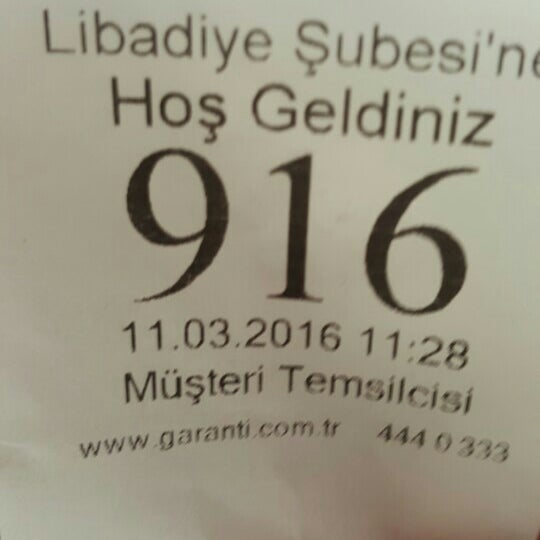 Libadiye Şubesi'ne
Hoş Geldiniz
916
11.03.2016 11:28
Müşteri Temsilcisi
www.garanti.com.tr 444 0 333